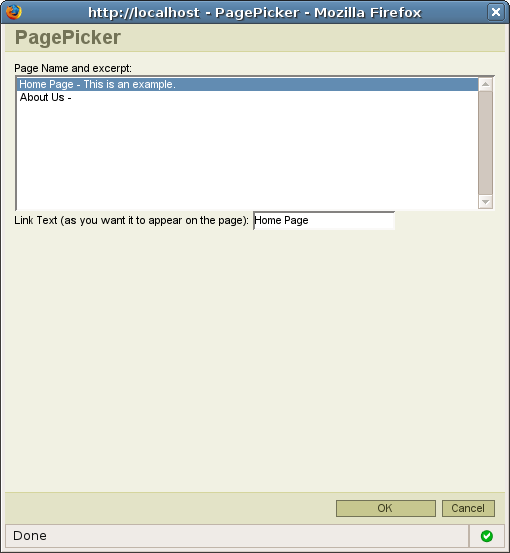 http://localhost - PagePicker - Mozilla Firefox
PagePicker
Page Name and excerpt:
Home Page - This is an example.
About Us -
Link Text (as you want it to appear on the page): Home Page
OK Cancel
Done